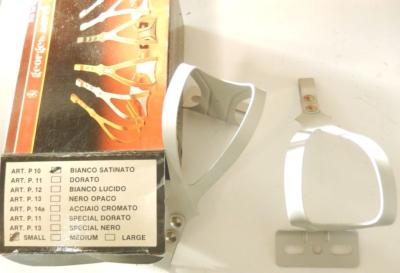 georges
ART. P 10 BIANCO SATINATO
ART. P. 11 DORATO
ART. P. 12 BIANCO LUCIDO
ART. P. 13 NERO OPACO
ART. P. 14a ACCIAIO CROMATO
ART. P. 11 SPECIAL DORATO
ART. P. 13 SPECIAL NERO
SMALL MEDIUM LARGE